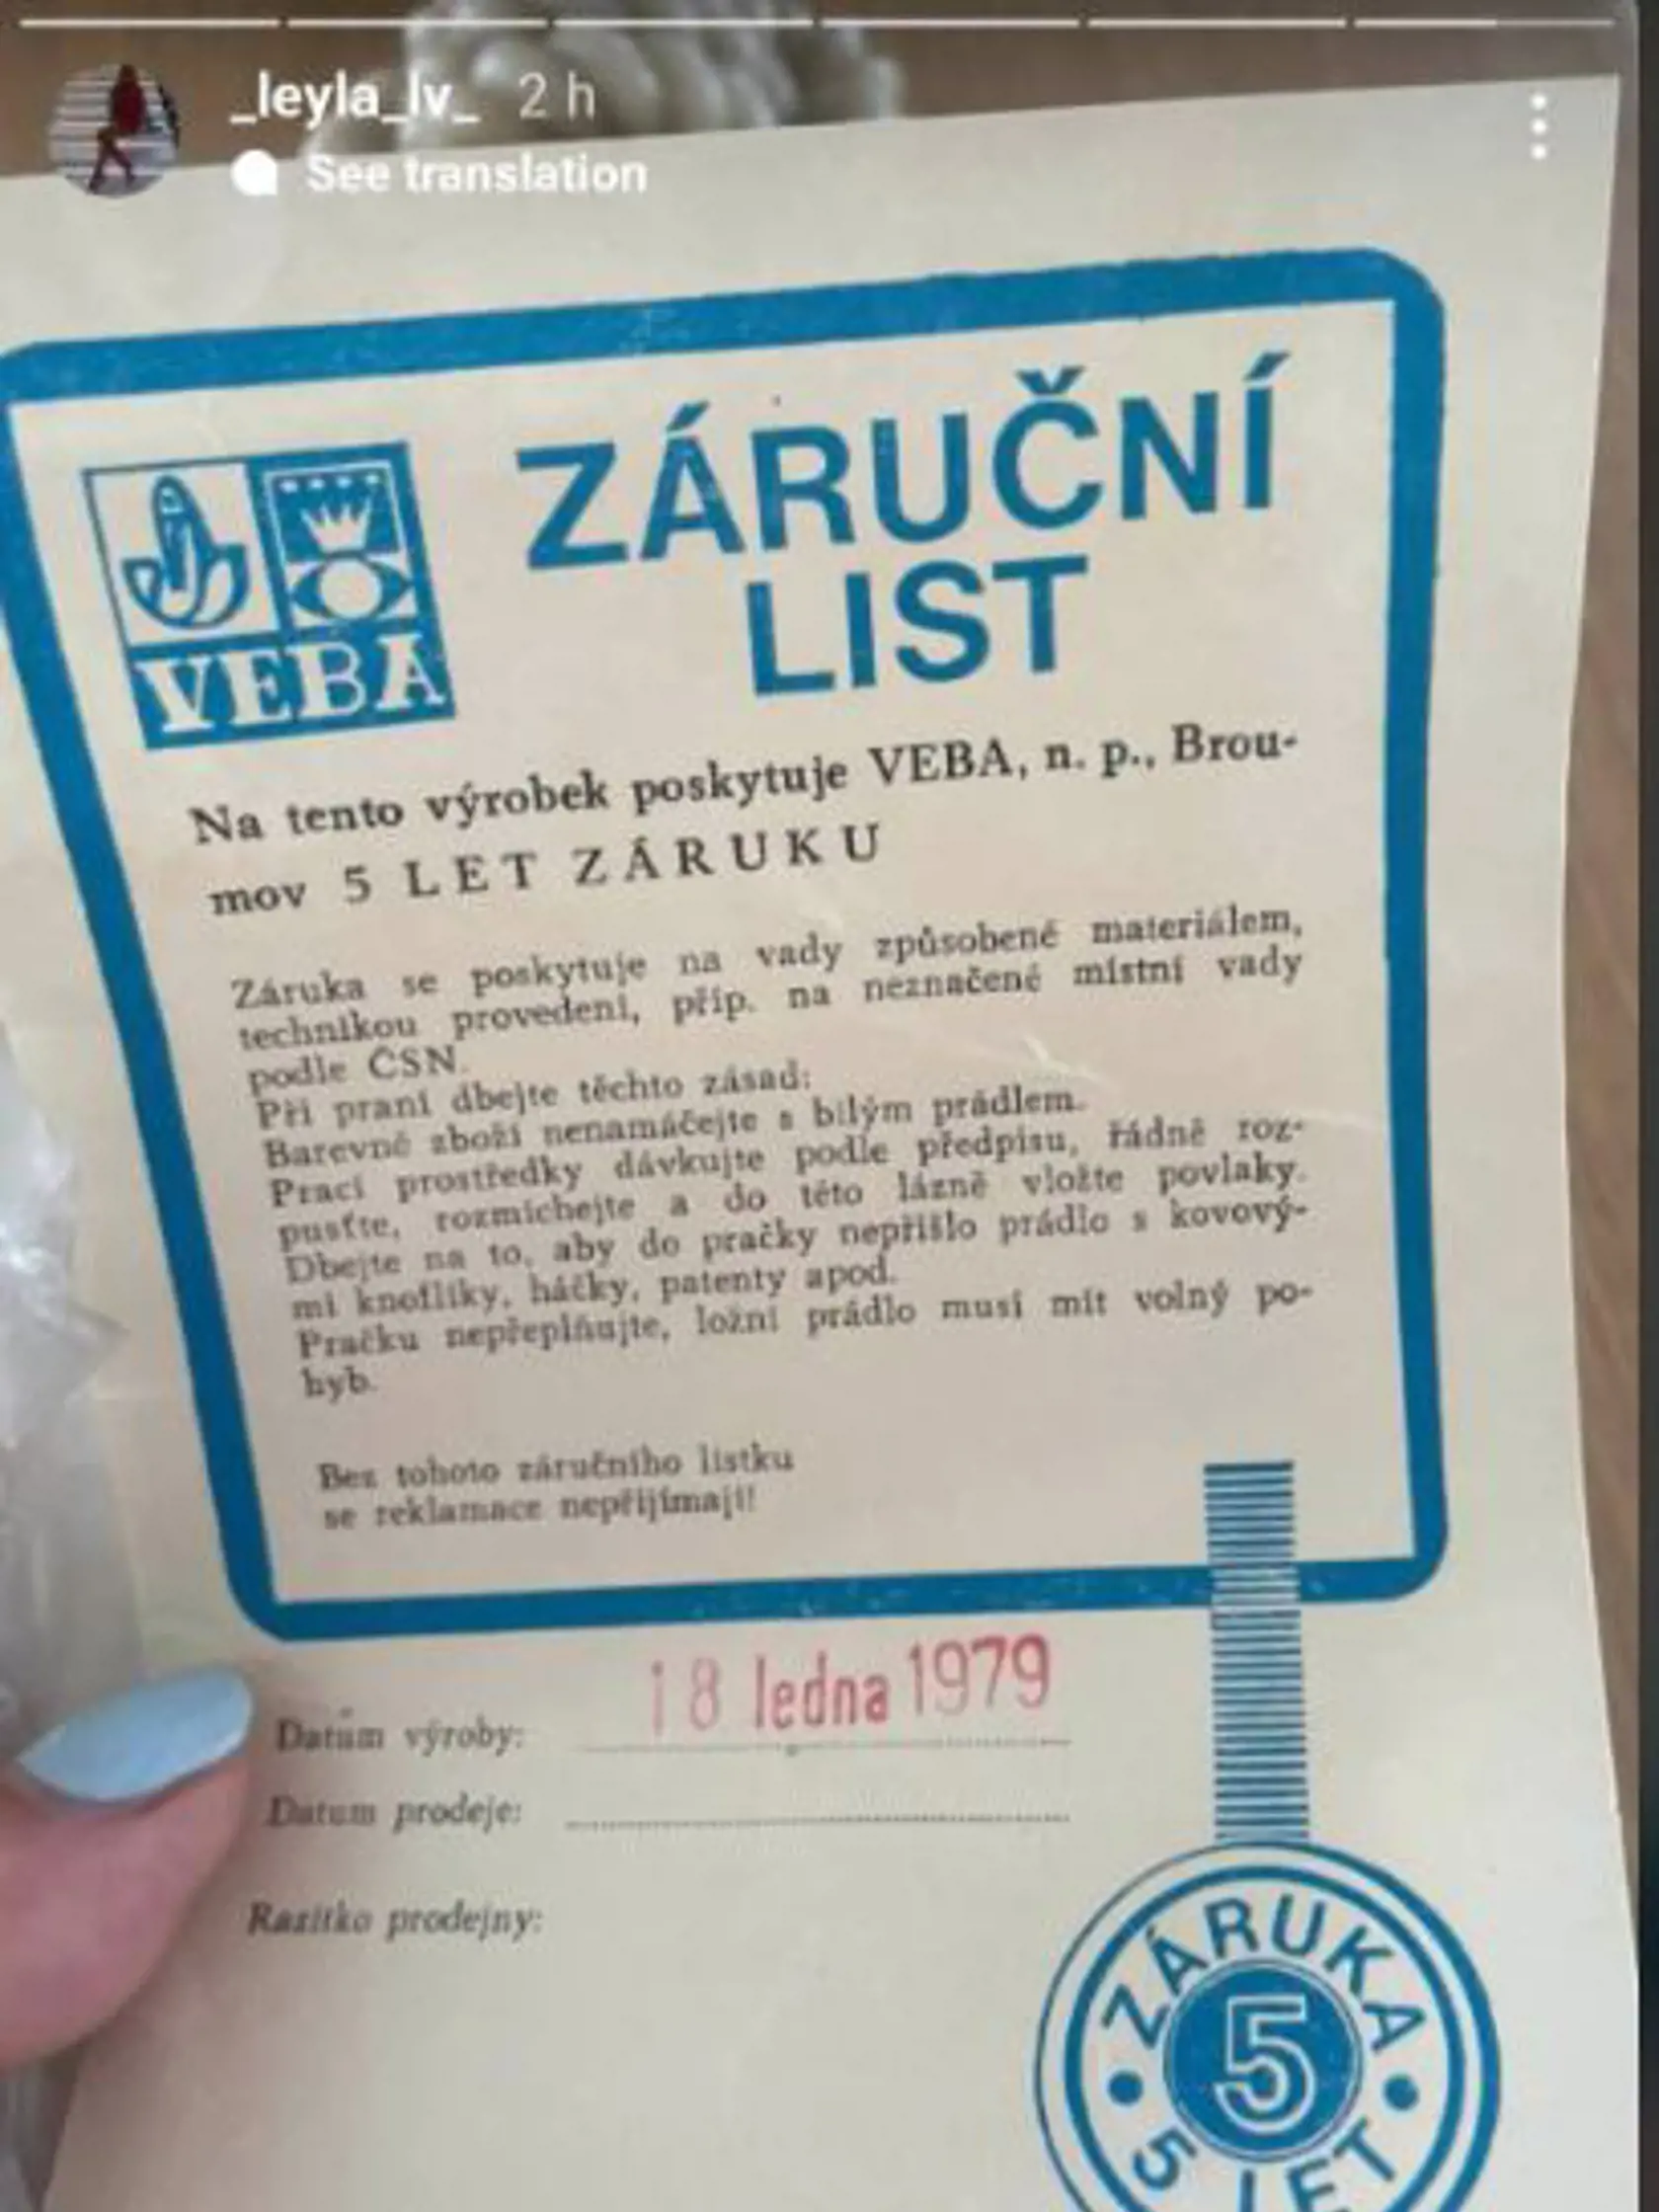 _leyla_lv_ 2 h
See translation
ZÁRUČNÍ
LIST
VEBA
Na tento výrobek poskytuje VEBA, n. p., Brou-
mov 5 LET ZÁRUKU
Záruka se poskytuje na vady způsobené materiálem,
technikou provedení, příp. na neznačené místní vady
podle ČSN.
Při praní dbejte těchto zásad:
Barevné zboží nenamáčejte s bílým prádlem.
Prací prostředky dávkujte podle předpisu, řádně roz-
pusťte, rozmíchejte a do této lázně vložte povlaky.
Dbejte na to, aby do pračky nepřišlo prádlo s kovový-
mi knoflíky, háčky, patenty apod.
Pračku nepřeplňujte, ložní prádlo musí mít volný po-
hyb.
Bez tohoto záručního lístku
se reklamace nepřijímají!
Datum výroby: 18 ledna 1979
Datum prodeje:
Razítko prodejny:
ZÁRUKA
5
5 LET